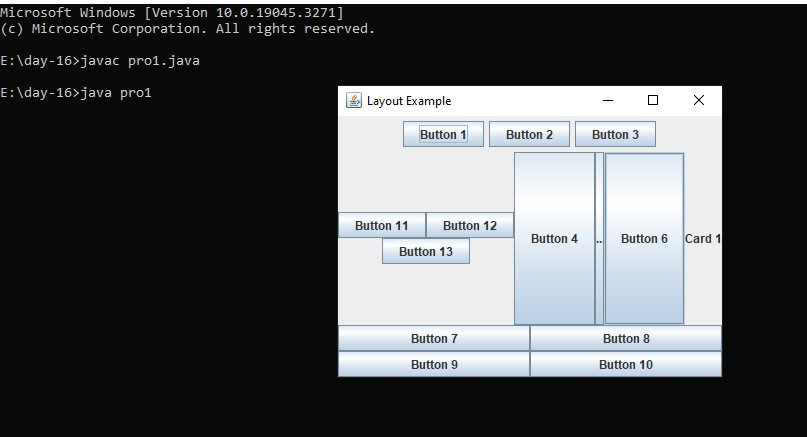 Microsoft Windows [Version 10.0.19045.3271]
(c) Microsoft Corporation. All rights reserved.
E:\day-16>javac pro1.java
E:\day-16>java pro1
Layout Example
Button 1 Button 2 Button 3
Button 11 Button 12
Button 13
Button 4 ... Button 6 Card 1
Button 7 Button 8
Button 9 Button 10